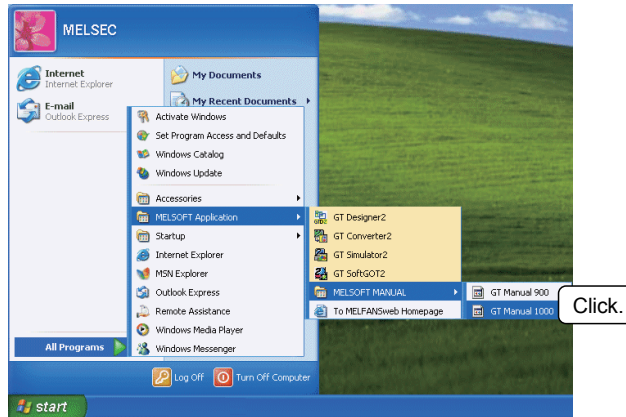 MELSEC
Internet
Internet Explorer
E-mail
Outlook Express
My Documents
My Recent Documents
Activate Windows
Set Program Access and Defaults
Windows Catalog
Windows Update
Accessories
MELSOFT Application
Startup
Internet Explorer
MSN Explorer
Outlook Express
Remote Assistance
Windows Media Player
Windows Messenger
GT Designer2
GT Converter2
GT Simulator2
GT SoftGOT2
MELSOFT MANUAL
To MELFANSweb Homepage
GT Manual 900
GT Manual 1000
Click.
All Programs
Log Off
Turn Off Computer
start